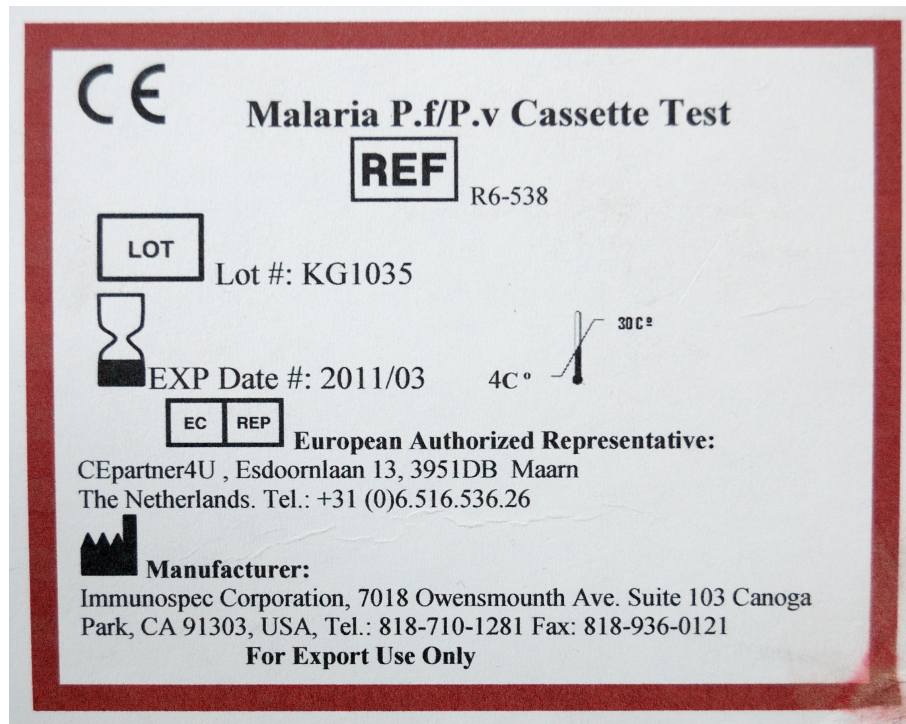 CE
Malaria P.f/P.v Cassette Test
REF
R6-538
LOT
Lot #: KG1035
30Cº
EXP Date #: 2011/03
4Cº
EC REP
European Authorized Representative:
CEpartner4U , Esdoornlaan 13, 3951DB Maarn
The Netherlands. Tel.: +31 (0)6.516.536.26
Manufacturer:
Immunospec Corporation, 7018 Owensmounth Ave. Suite 103 Canoga
Park, CA 91303, USA, Tel.: 818-710-1281 Fax: 818-936-0121
For Export Use Only